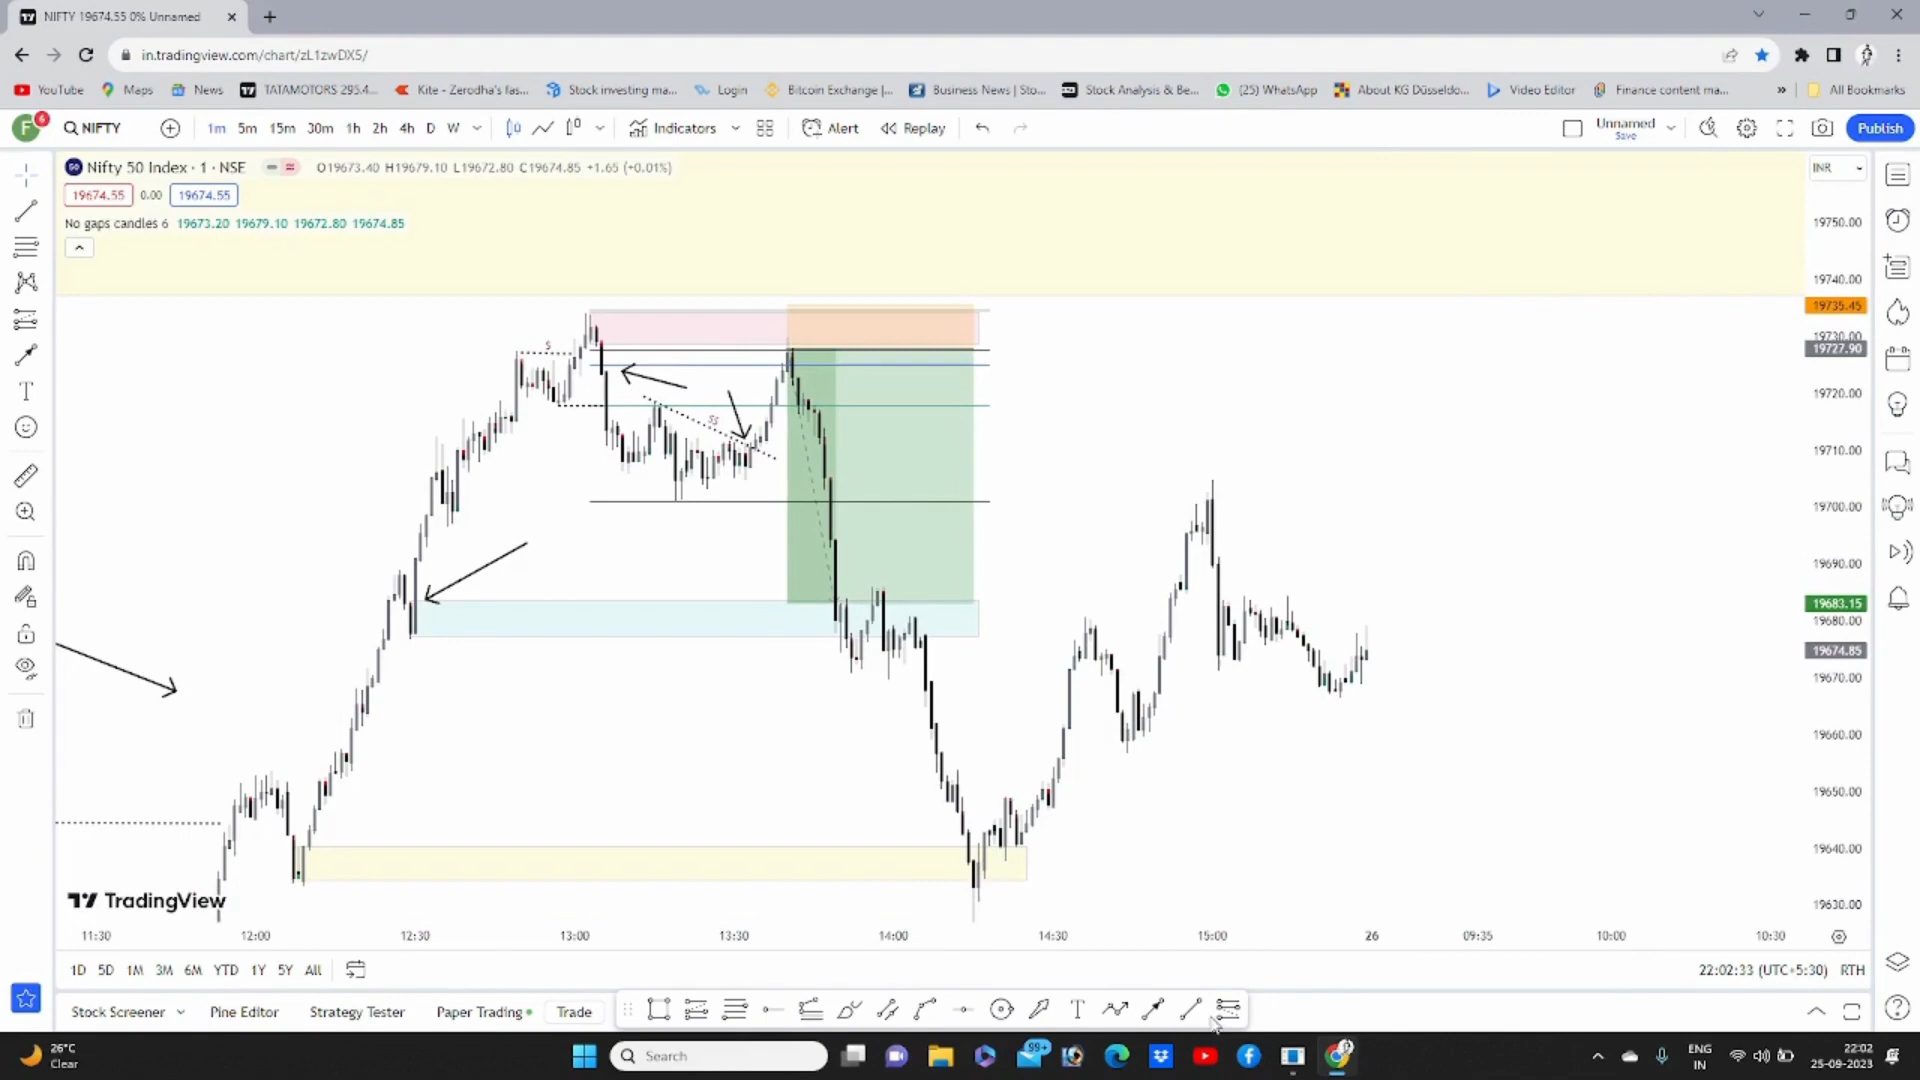 NIFTY 19674.55 0% Unnamed
in.tradingview.com/chart/zL1zwDX5/
YouTube Maps News TATAMOTORS 295.4... Kite - Zerodha's fas... Stock investing ma... Login Bitcoin Exchange |... Business News | Sto... Stock Analysis & Be... (25) WhatsApp About KG Düsseldo... Video Editor Finance content ma... » All Bookmarks
F 6 NIFTY 1m 5m 15m 30m 1h 2h 4h D W Indicators Alert Replay Unnamed Save Publish
Nifty 50 Index · 1 · NSE O19673.40 H19679.10 L19672.80 C19674.85 +1.65 (+0.01%) INR
19674.55 0.00 19674.55
No gaps candles 6 19673.20 19679.10 19672.80 19674.85
19750.00
19740.00
19735.45
19730.00
19727.90
19720.00
19710.00
19700.00
19690.00
19683.15
19680.00
19674.85
19670.00
19660.00
19650.00
19640.00
19630.00
$
$$
TradingView
11:30 12:00 12:30 13:00 13:30 14:00 14:30 15:00 26 09:35 10:00 10:30
1D 5D 1M 3M 6M YTD 1Y 5Y All 22:02:33 (UTC+5:30) RTH
Stock Screener Pine Editor Strategy Tester Paper Trading Trade
26°C
Clear
Search
99+
ENG
IN
22:02
25-09-2023